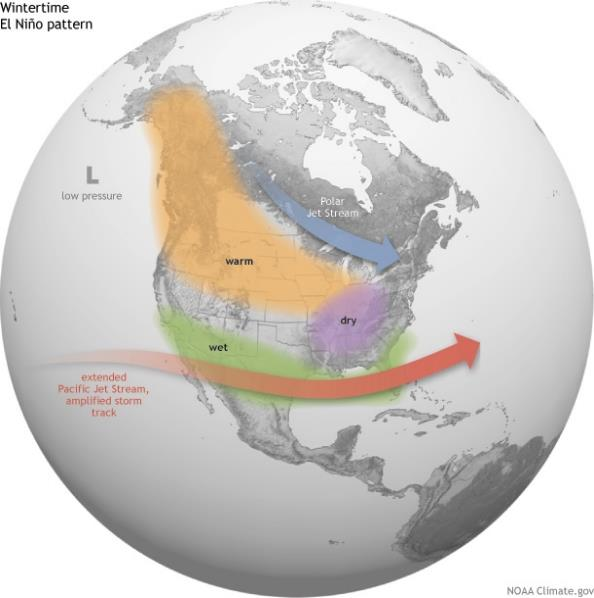 Wintertime
El Niño pattern
L
low pressure
Polar
Jet Stream
warm
dry
wet
extended
Pacific Jet Stream,
amplified storm
track
NOAA Climate.gov